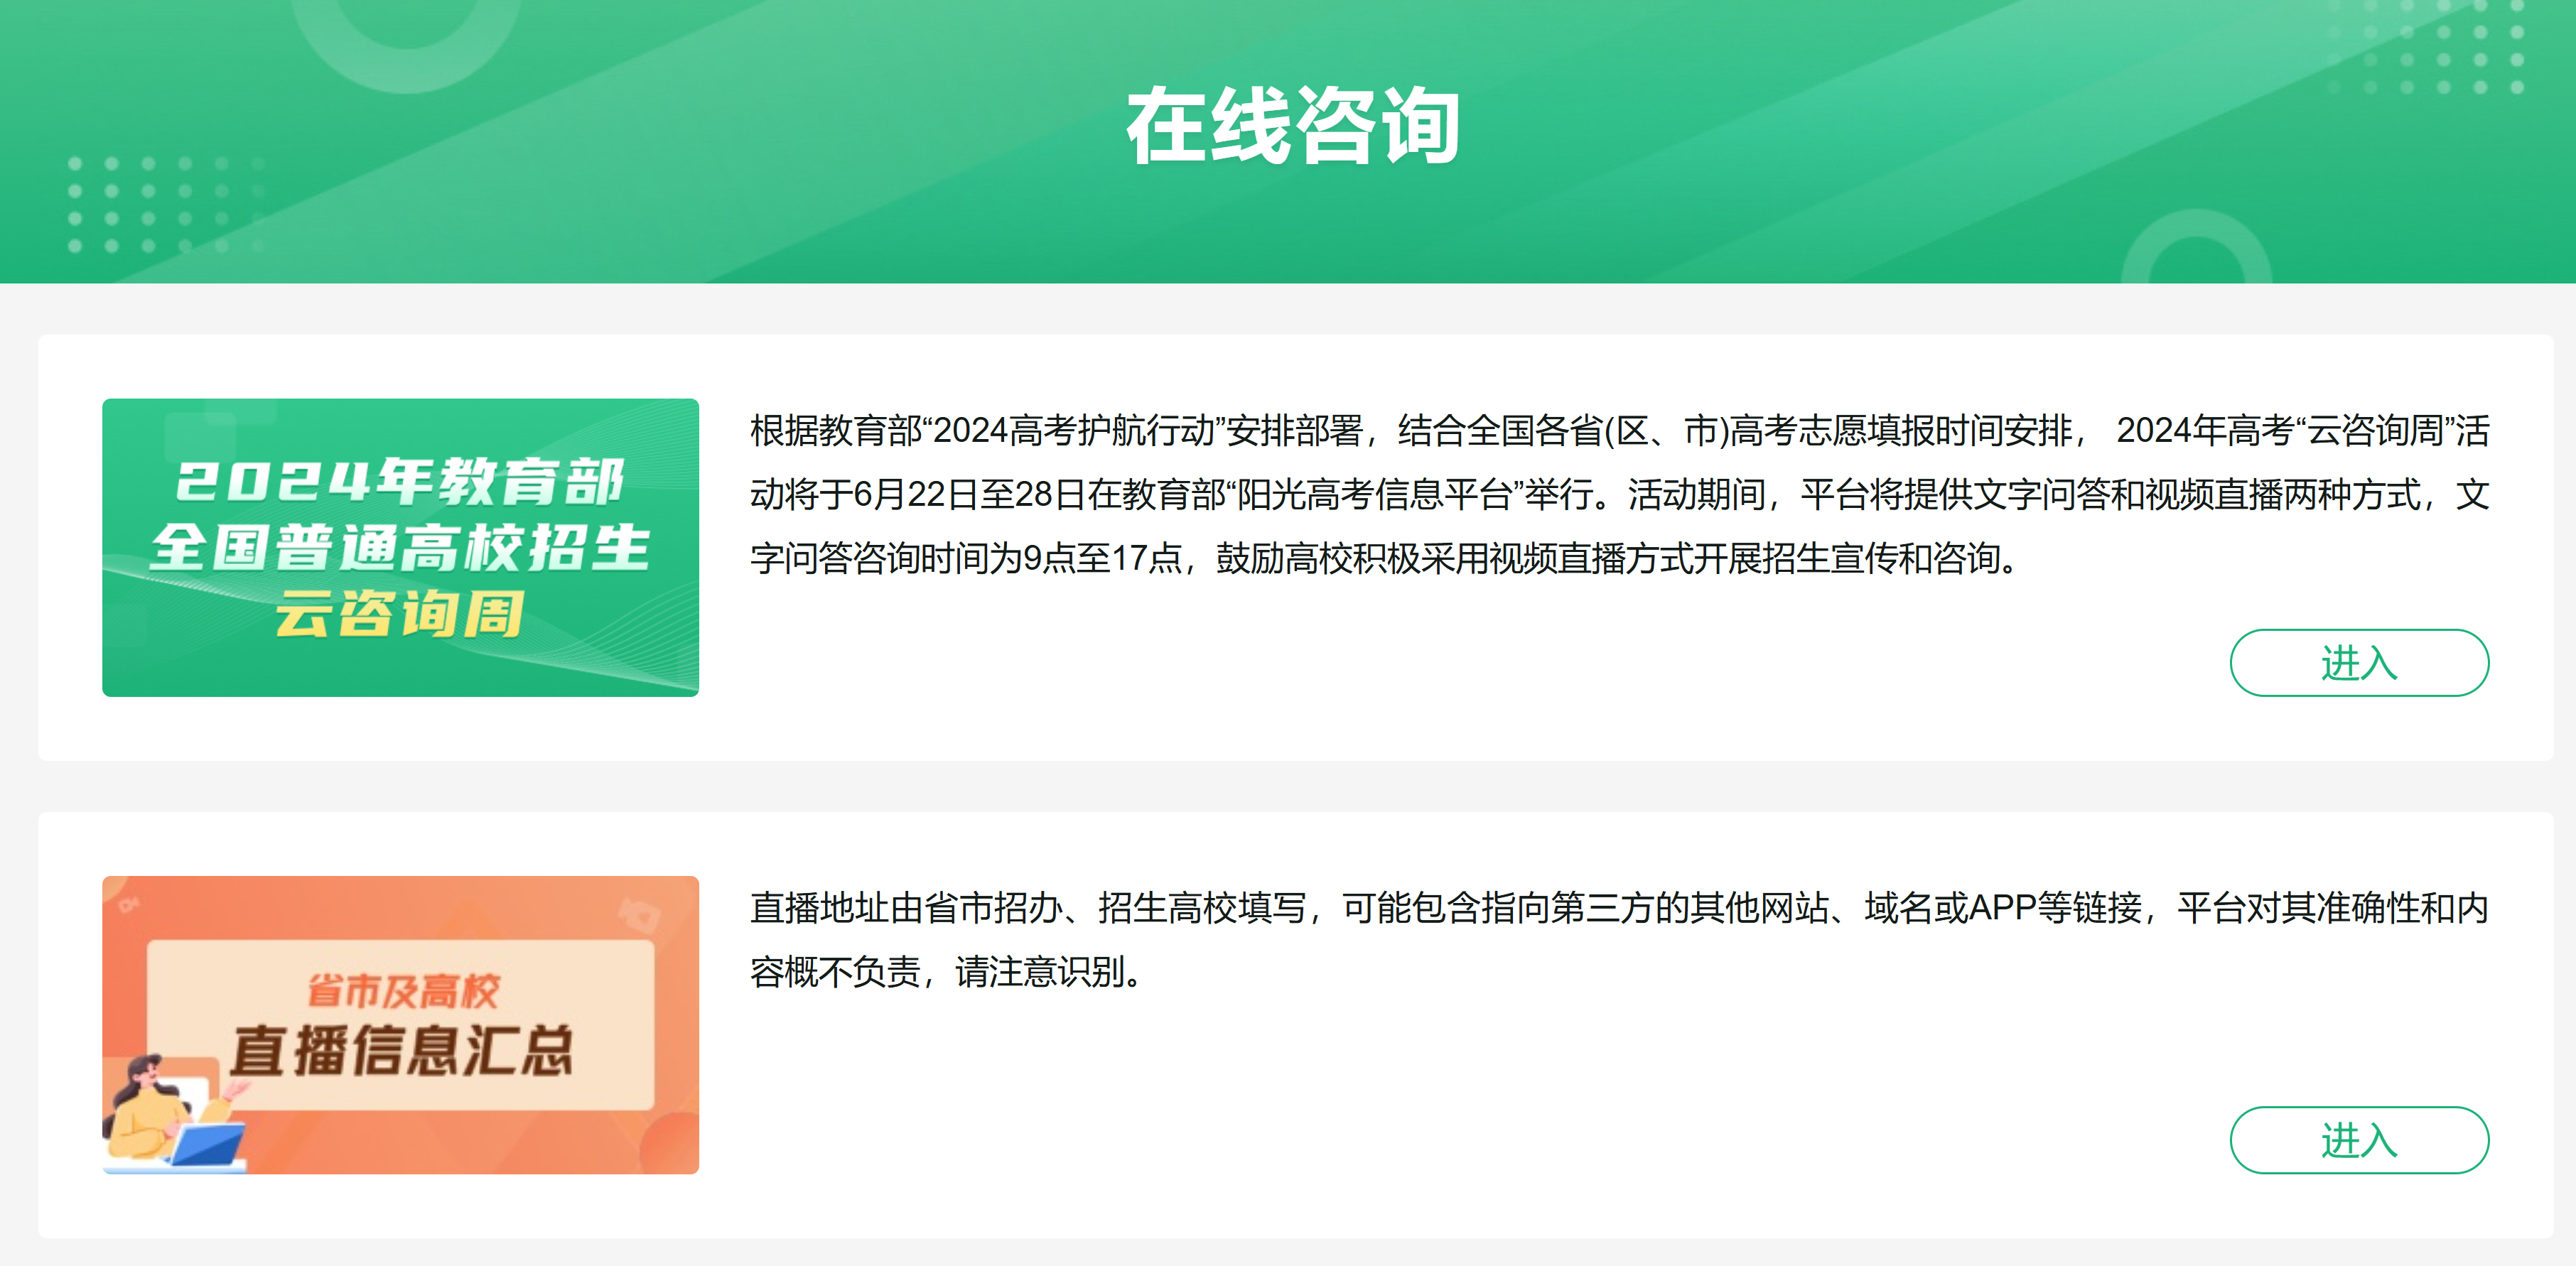 在线咨询
2024年教育部
全国普通高校招生
云咨询周
根据教育部“2024高考护航行动”安排部署，结合全国各省(区、市)高考志愿填报时间安排， 2024年高考“云咨询周”活
动将于6月22日至28日在教育部“阳光高考信息平台”举行。活动期间，平台将提供文字问答和视频直播两种方式，文
字问答咨询时间为9点至17点，鼓励高校积极采用视频直播方式开展招生宣传和咨询。
进入
省市及高校
直播信息汇总
直播地址由省市招办、招生高校填写，可能包含指向第三方的其他网站、域名或APP等链接，平台对其准确性和内
容概不负责，请注意识别。
进入